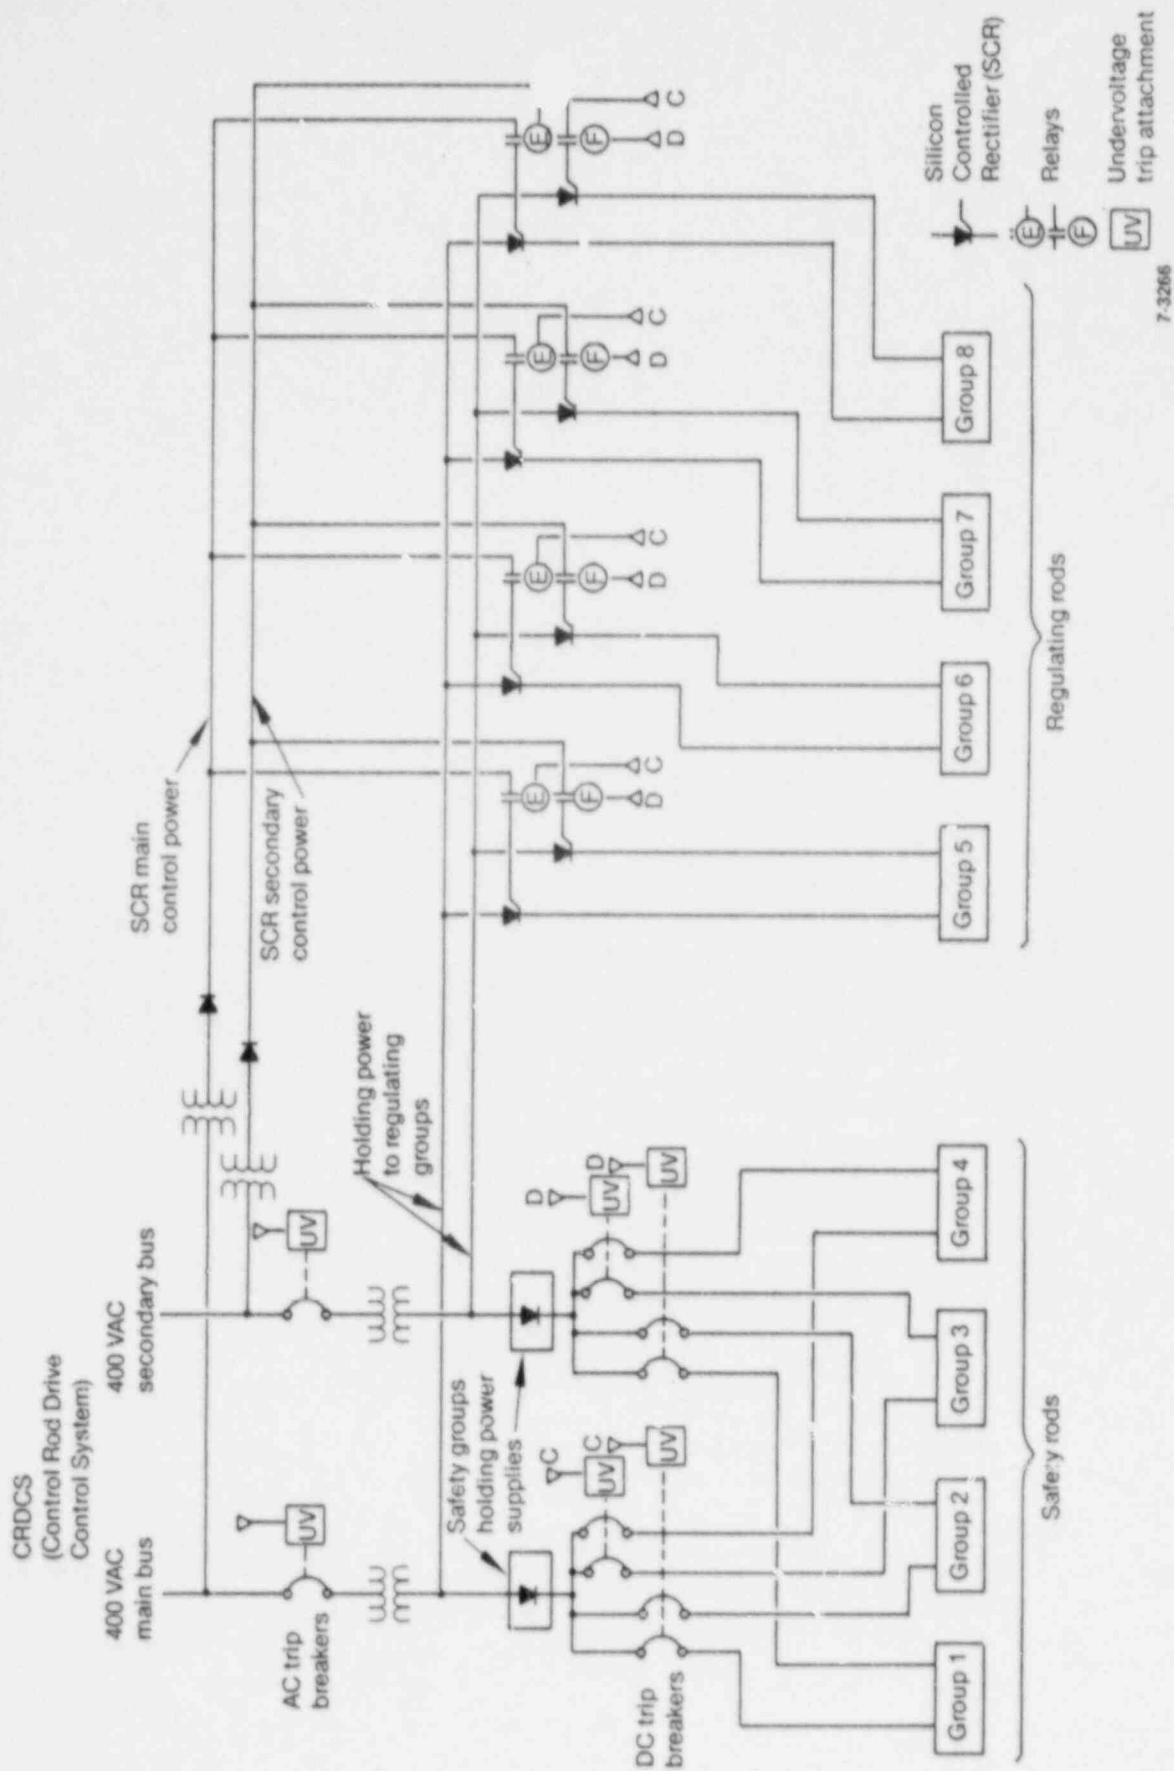 CRDCS
(Control Rod Drive
Control System)
400 VAC
main bus
400 VAC
secondary bus
SCR main
control power
SCR secondary
control power
AC trip
breakers
UV
UV
Holding power
to regulating
groups
Safety groups
holding power
supplies
DC trip
breakers
C
UV
C
UV
D
UV
D
UV
E
F
D
C
E
F
D
C
E
F
D
C
E
F
D
C
Group 1
Group 2
Group 3
Group 4
Group 5
Group 6
Group 7
Group 8
Safety rods
Regulating rods
Silicon
Controlled
Rectifier (SCR)
E
F
Relays
UV
Undervoltage
trip attachment
7-3266